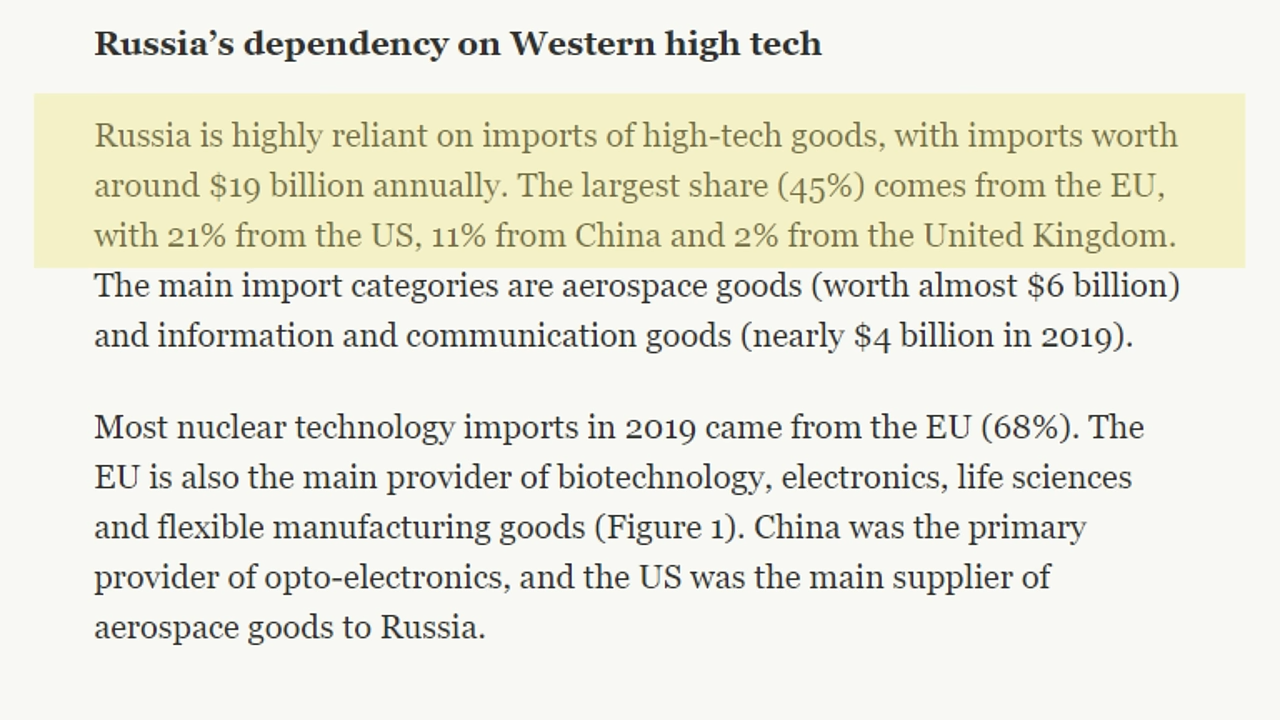 Russia’s dependency on Western high tech
Russia is highly reliant on imports of high-tech goods, with imports worth
around $19 billion annually. The largest share (45%) comes from the EU,
with 21% from the US, 11% from China and 2% from the United Kingdom.
The main import categories are aerospace goods (worth almost $6 billion)
and information and communication goods (nearly $4 billion in 2019).
Most nuclear technology imports in 2019 came from the EU (68%). The
EU is also the main provider of biotechnology, electronics, life sciences
and flexible manufacturing goods (Figure 1). China was the primary
provider of opto-electronics, and the US was the main supplier of
aerospace goods to Russia.